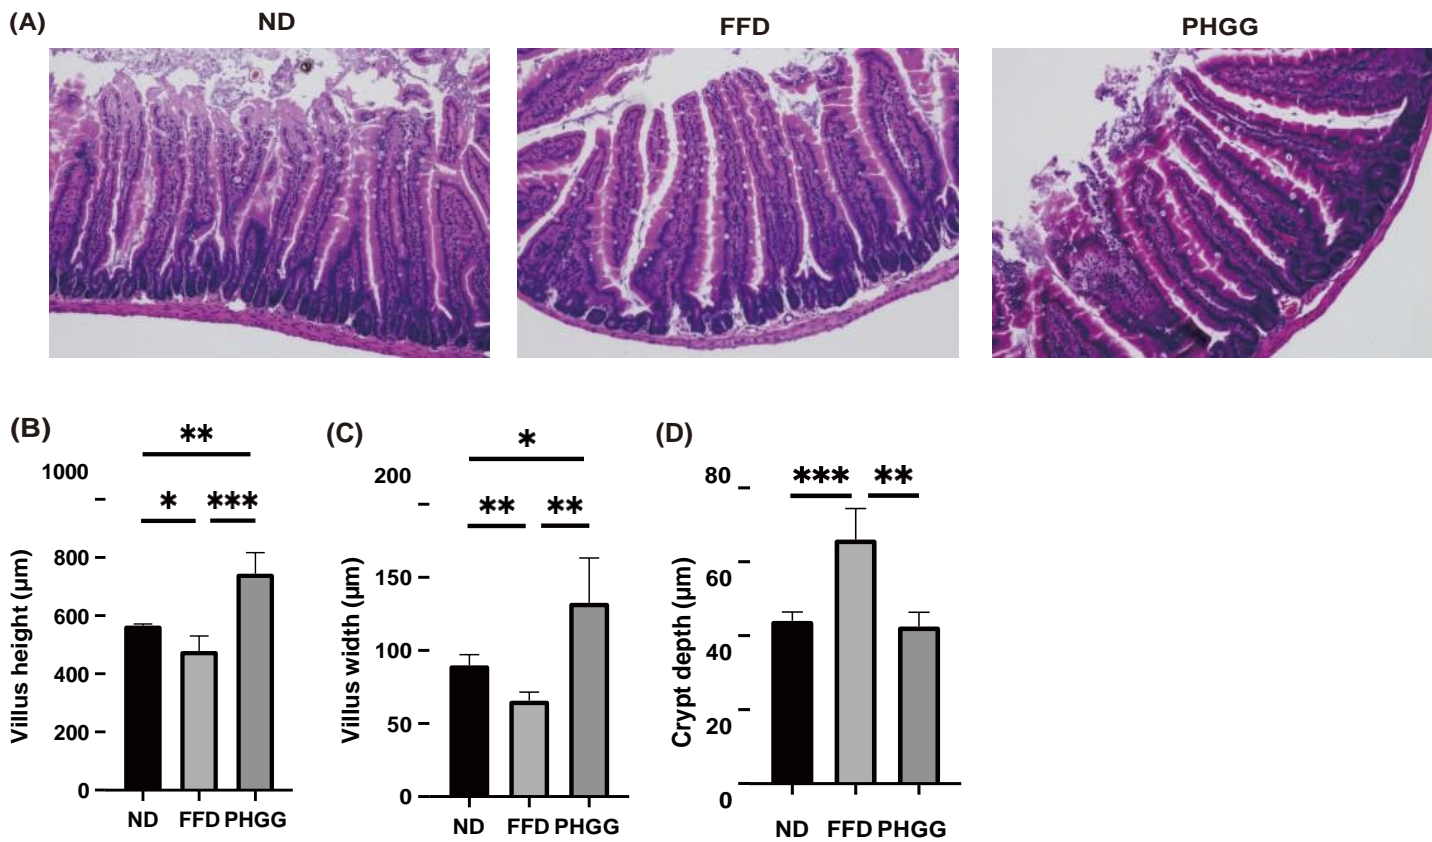 (A)
ND
FFD
PHGG
(B)
**
1000
* ***
800
600
400
200
0
Villus height (μm)
ND FFD PHGG
(C)
*
200
** **
150
100
50
0
Villus width (μm)
ND FFD PHGG
(D)
80
*** **
60
40
20
0
Crypt depth (μm)
ND FFD PHGG